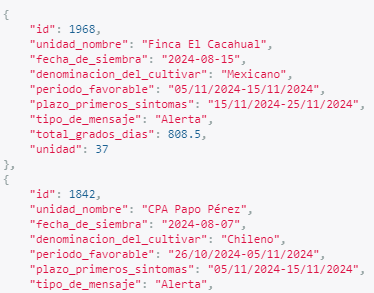 {
"id": 1968,
"unidad_nombre": "Finca El Cacahual",
"fecha_de_siembra": "2024-08-15",
"denominacion_del_cultivar": "Mexicano",
"periodo_favorable": "05/11/2024-15/11/2024",
"plazo_primeros_sintomas": "15/11/2024-25/11/2024",
"tipo_de_mensaje": "Alerta",
"total_grados_dias": 808.5,
"unidad": 37
},
{
"id": 1842,
"unidad_nombre": "CPA Papo Pérez",
"fecha_de_siembra": "2024-08-07",
"denominacion_del_cultivar": "Chileno",
"periodo_favorable": "26/10/2024-05/11/2024",
"plazo_primeros_sintomas": "05/11/2024-15/11/2024",
"tipo_de_mensaje": "Alerta",